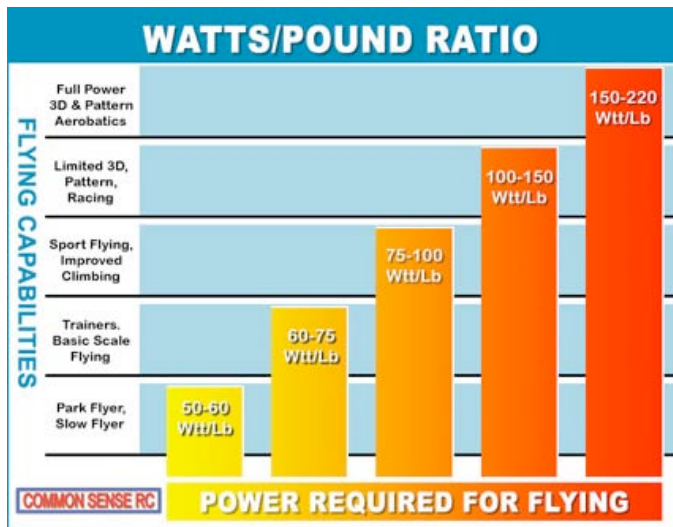 WATTS/POUND RATIO
FLYING CAPABILITIES
Full Power
3D & Pattern
Aerobatics
150-220
Wtt/Lb
Limited 3D,
Pattern,
Racing
100-150
Wtt/Lb
Sport Flying,
Improved
Climbing
75-100
Wtt/Lb
Trainers.
Basic Scale
Flying
60-75
Wtt/Lb
Park Flyer,
Slow Flyer
50-60
Wtt/Lb
COMMON SENSE RC
POWER REQUIRED FOR FLYING